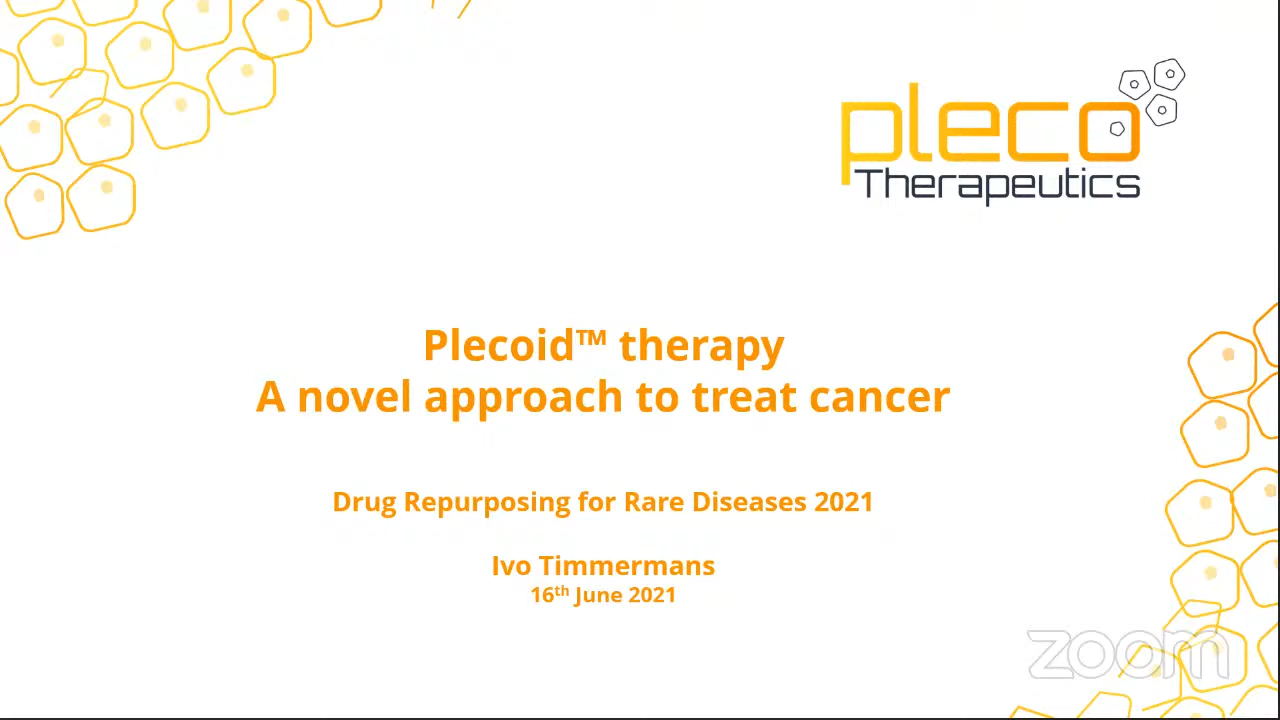 pleco
Therapeutics
Plecoid™ therapy
A novel approach to treat cancer
Drug Repurposing for Rare Diseases 2021
Ivo Timmermans
16th June 2021
zoom